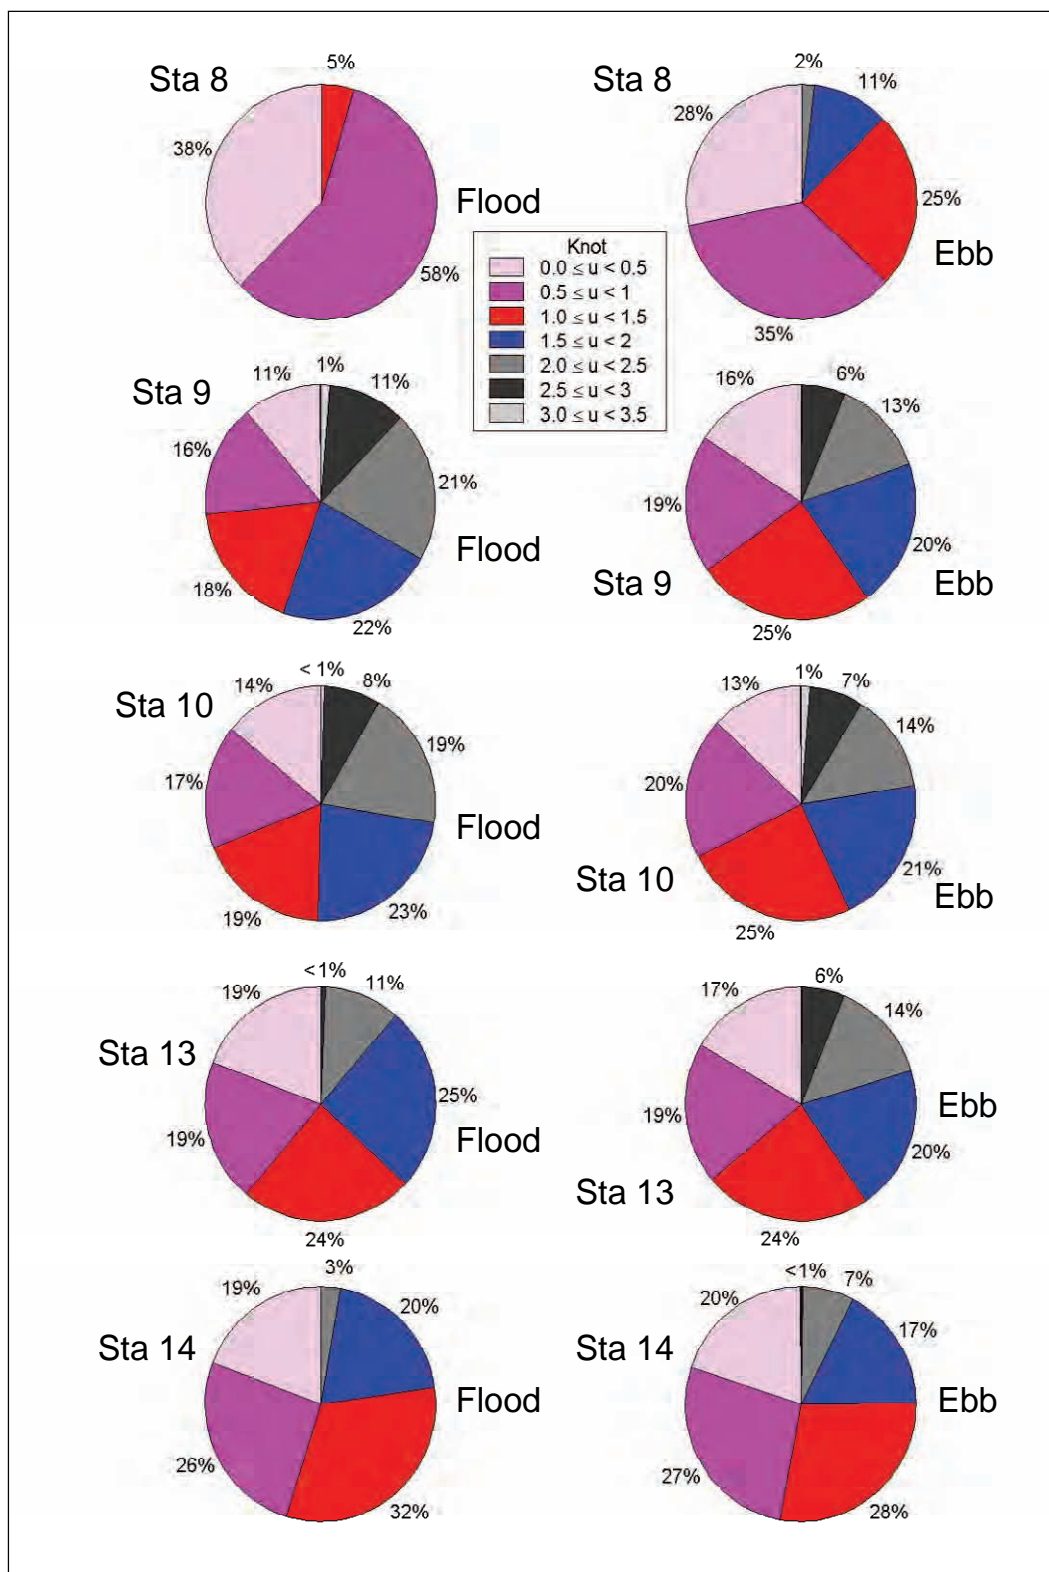 Sta 8
5%
38%
58%
Flood
Sta 8
2%
11%
28%
25%
35%
Ebb
Knot
0.0 ≤ u < 0.5
0.5 ≤ u < 1
1.0 ≤ u < 1.5
1.5 ≤ u < 2
2.0 ≤ u < 2.5
2.5 ≤ u < 3
3.0 ≤ u < 3.5
Sta 9
11%
1%
11%
16%
21%
18%
22%
Flood
16%
6%
13%
19%
20%
25%
Sta 9
Ebb
Sta 10
14%
< 1%
8%
19%
17%
19%
23%
Flood
13%
1%
7%
14%
20%
21%
25%
Sta 10
Ebb
Sta 13
19%
<1%
11%
25%
19%
24%
Flood
17%
6%
14%
19%
20%
24%
Sta 13
Ebb
Sta 14
19%
3%
20%
26%
32%
Flood
Sta 14
20%
<1%
7%
17%
27%
28%
Ebb